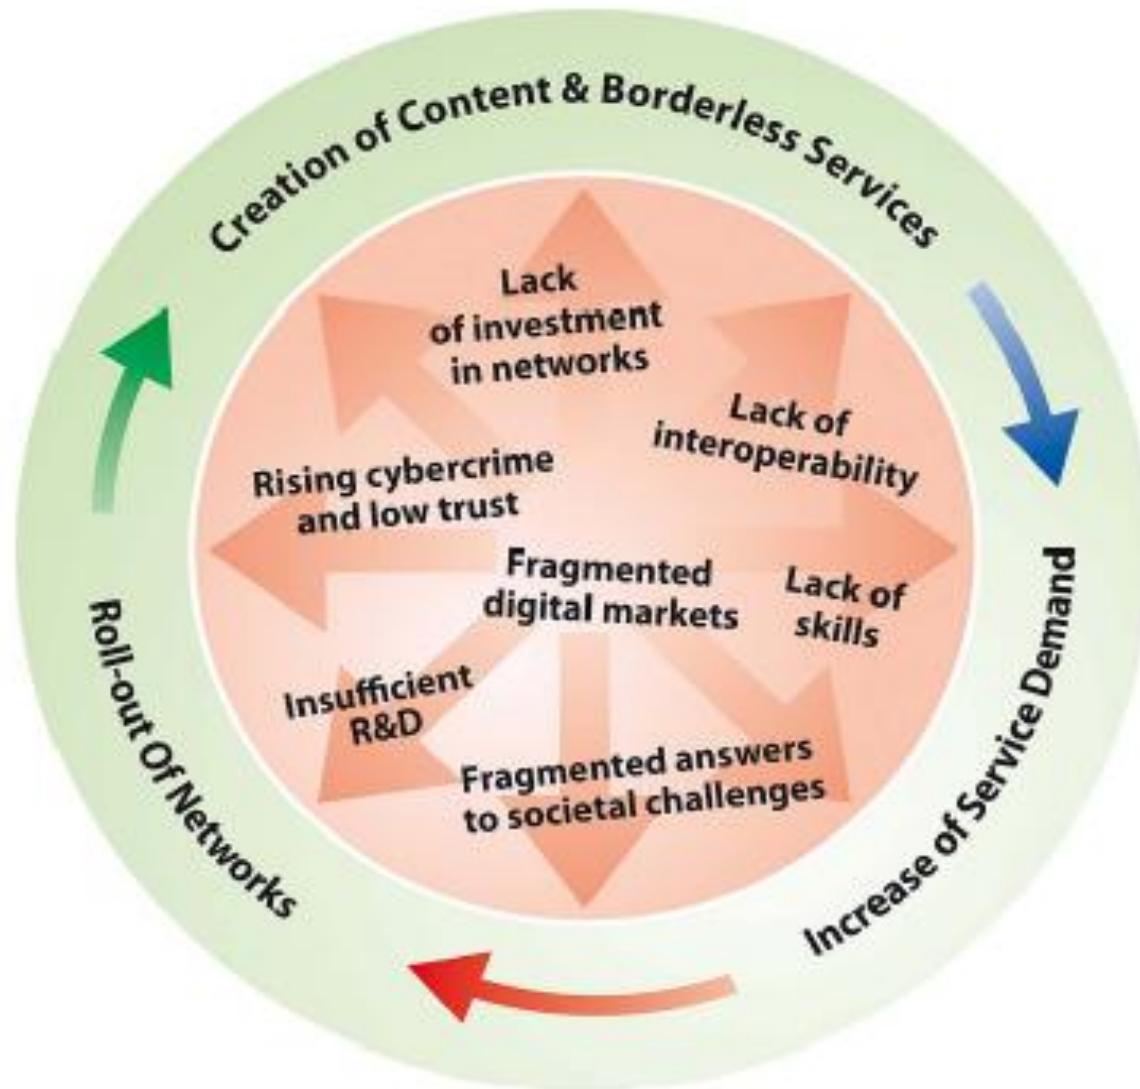 Creation of Content & Borderless Services
Lack
of investment
in networks
Lack of
interoperability
Rising cybercrime
and low trust
Fragmented
digital markets
Lack of
skills
Insufficient
R&D
Fragmented answers
to societal challenges
Increase of Service Demand
Roll-out Of Networks